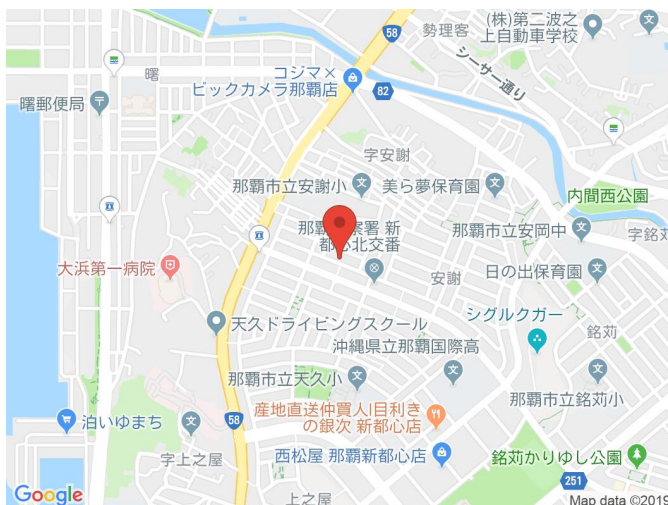 58
勢理客
(株)第二波之
上自動車学校
曙
コジマ×
ビックカメラ那覇店
82
シーサー通り
曙郵便局
字安謝
那覇市立安謝小
美ら夢保育園
内間西公園
察署 新
都心北交番
那覇市立安岡中
字銘苅
大浜第一病院
安謝
日の出保育園
天久ドライビングスクール
シグルクガー
沖縄県立那覇国際高
銘苅
那覇市立天久小
那覇市立銘苅小
産地直送仲買人目利き
の銀次 新都心店
58
泊いゆまち
字上之屋
西松屋 那覇新都心店
銘苅かりゆし公園
251
上之屋
Google
Map data ©2019